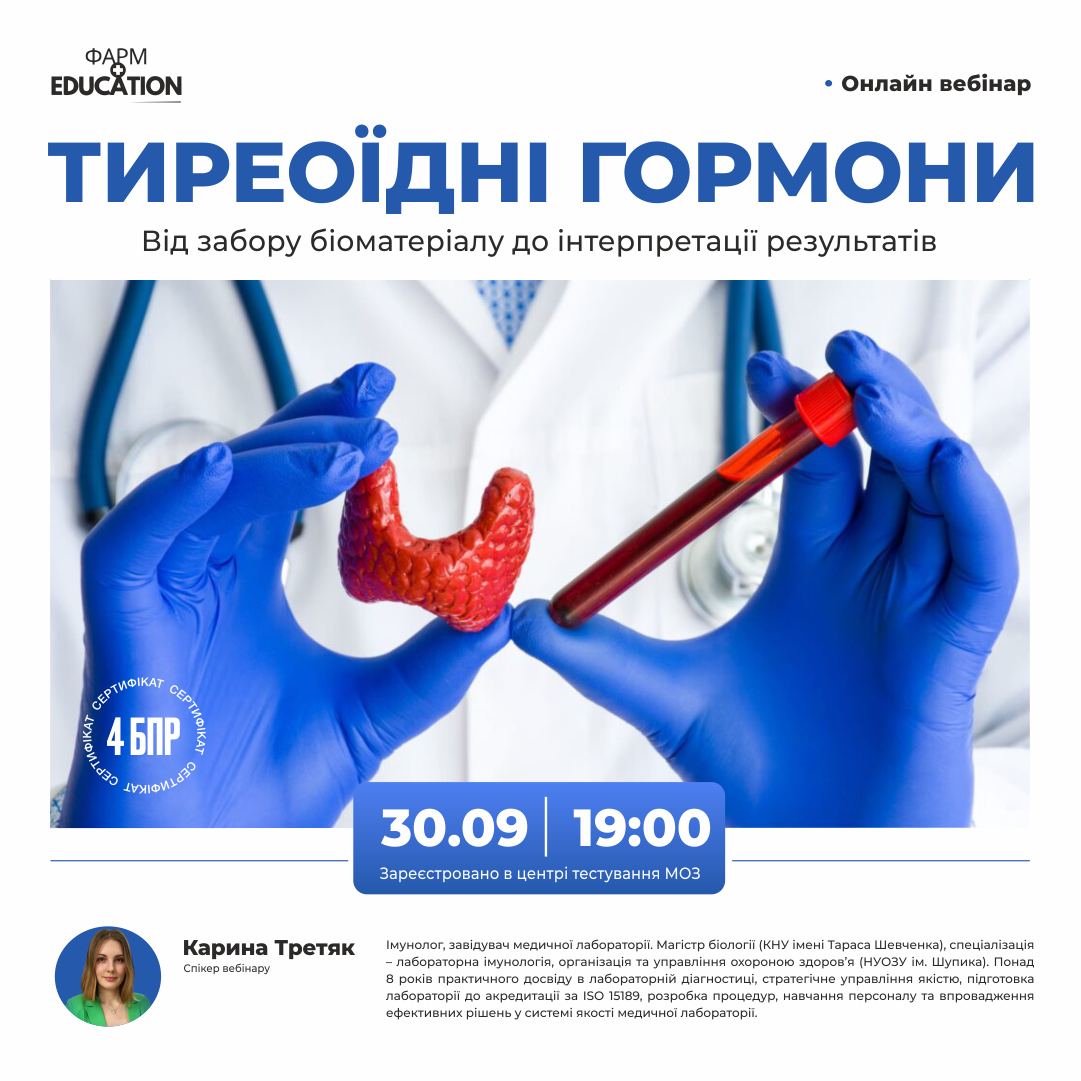 ФАРМ
EDUCATION
• Онлайн вебінар
ТИРЕОЇДНІ ГОРМОНИ
Від забору біоматеріалу до інтерпретації результатів
СЕРТИФІКАТ СЕРТИФІКАТ СЕРТИФІКАТ СЕРТИФІКАТ
4 БПР
30.09 | 19:00
Зареєстровано в центрі тестування МОЗ
Карина Третяк
Спікер вебінару
Імунолог, завідувач медичної лабораторії. Магістр біології (КНУ імені Тараса Шевченка), спеціалізація
– лабораторна імунологія, організація та управління охороною здоров’я (НУОЗУ ім. Шупика). Понад
8 років практичного досвіду в лабораторній діагностиці, стратегічне управління якістю, підготовка
лабораторії до акредитації за ISO 15189, розробка процедур, навчання персоналу та впровадження
ефективних рішень у системі якості медичної лабораторії.